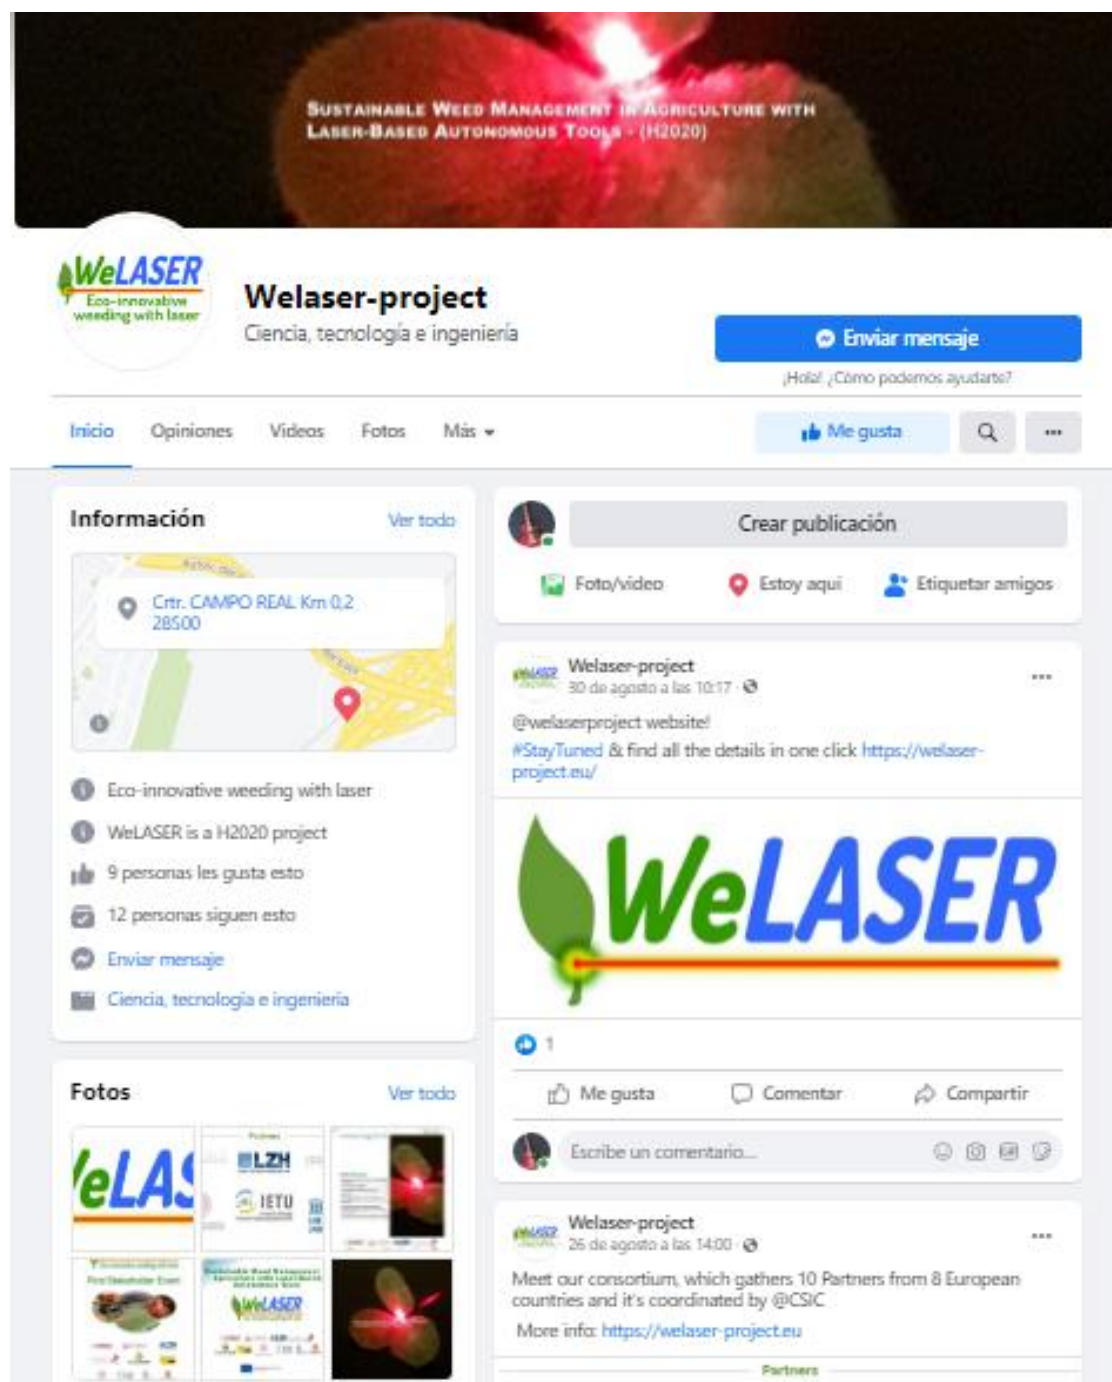 SUSTAINABLE WEED MANAGEMENT IN AGRICULTURE WITH
LASER-BASED AUTONOMOUS TOOLS - (H2020)
WeLASER
Eco-innovative
weeding with laser
Welaser-project
Ciencia, tecnología e ingeniería
Enviar mensaje
¡Hola! ¿Cómo podemos ayudarte?
Inicio Opiniones Videos Fotos Más
Me gusta
Información Ver todo
Crtr. CAMPO REAL Km 0,2
28500
Eco-innovative weeding with laser
WeLASER is a H2020 project
9 personas les gusta esto
12 personas siguen esto
Enviar mensaje
Ciencia, tecnología e ingeniería
Fotos Ver todo
WeLAS
Partners
LZH
IETU
First Stakeholder Event
WeLASER
Crear publicación
Foto/video Estoy aquí Etiquetar amigos
Welaser-project
30 de agosto a las 10:17 ·
@welaserproject website!
#StayTuned & find all the details in one click https://welaser-
project.eu/
WeLASER
1
Me gusta Comentar Compartir
Escribe un comentario...
Welaser-project
26 de agosto a las 14:00 ·
Meet our consortium, which gathers 10 Partners from 8 European
countries and it's coordinated by @CSIC
More info: https://welaser-project.eu
Partners